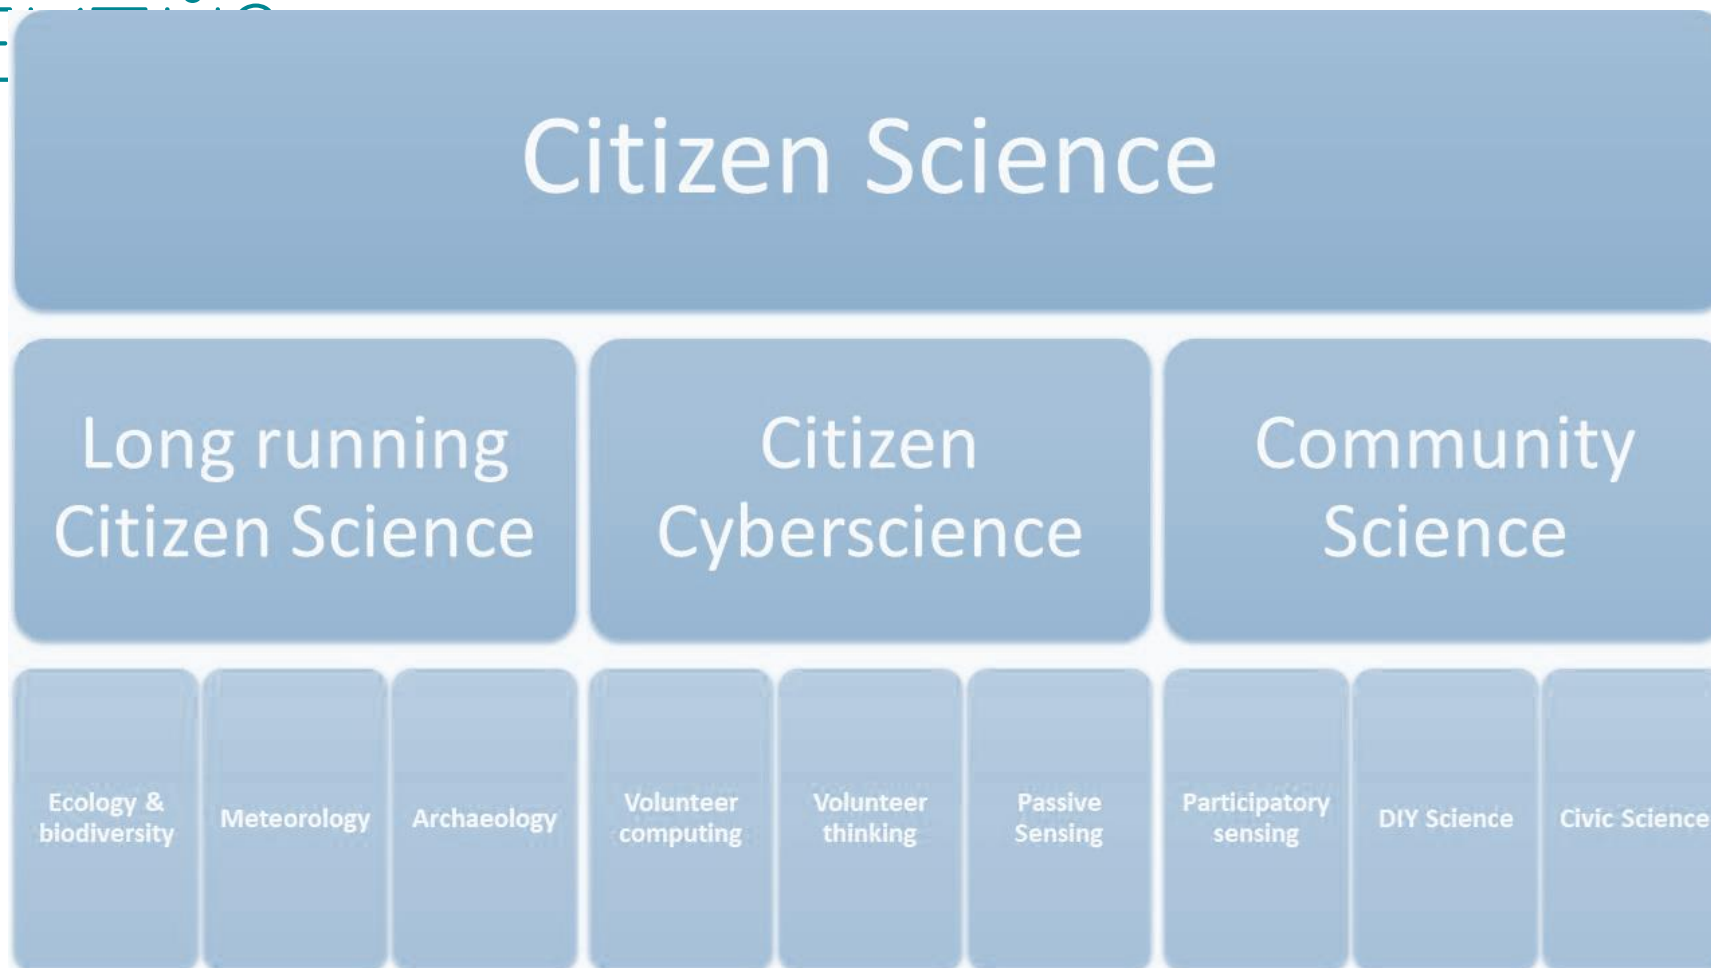 Citizen Science
Long running
Citizen Science
Citizen
Cyberscience
Community
Science
Ecology &
biodiversity
Meteorology
Archaeology
Volunteer
computing
Volunteer
thinking
Passive
Sensing
Participatory
sensing
DIY Science
Civic Science